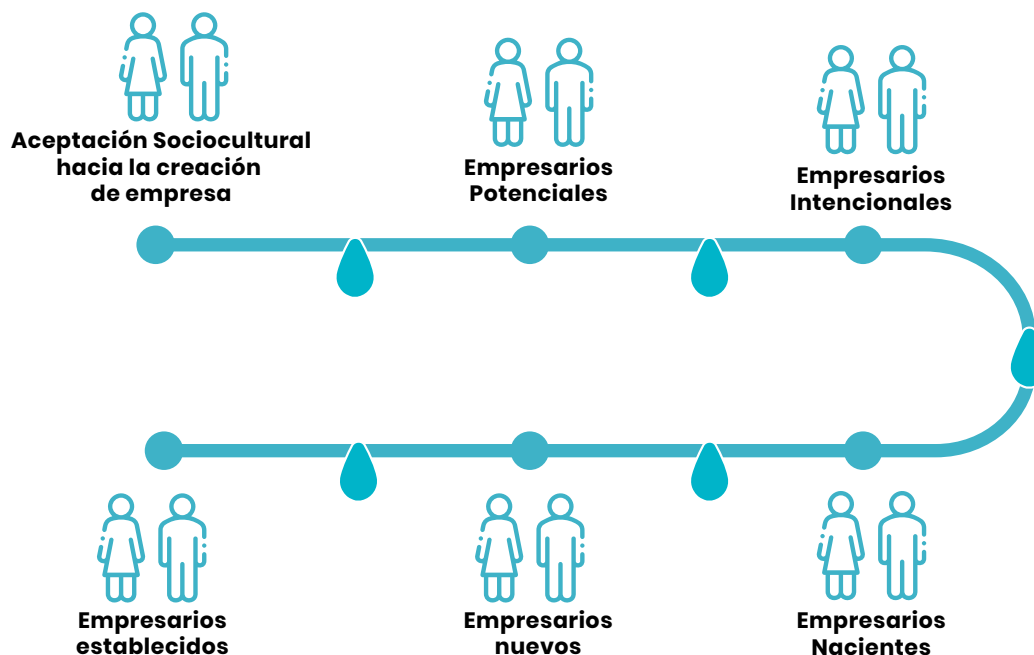 Aceptación Sociocultural
hacia la creación
de empresa
Empresarios
Potenciales
Empresarios
Intencionales
Empresarios
establecidos
Empresarios
nuevos
Empresarios
Nacientes